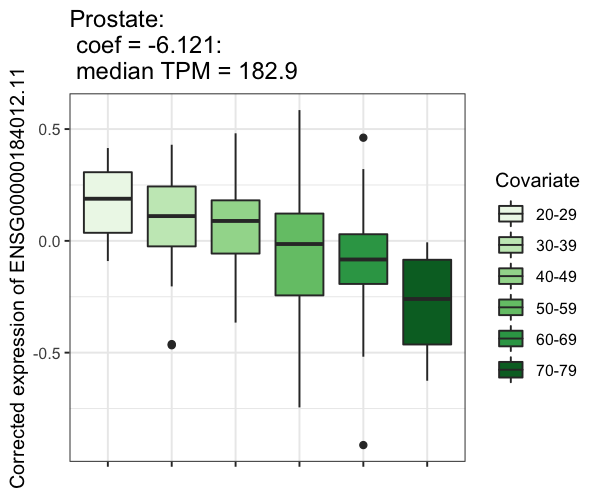 Prostate:
coef = -6.121:
median TPM = 182.9
Corrected expression of ENSG00000184012.11
0.5
0.0
-0.5
Covariate
20-29
30-39
40-49
50-59
60-69
70-79